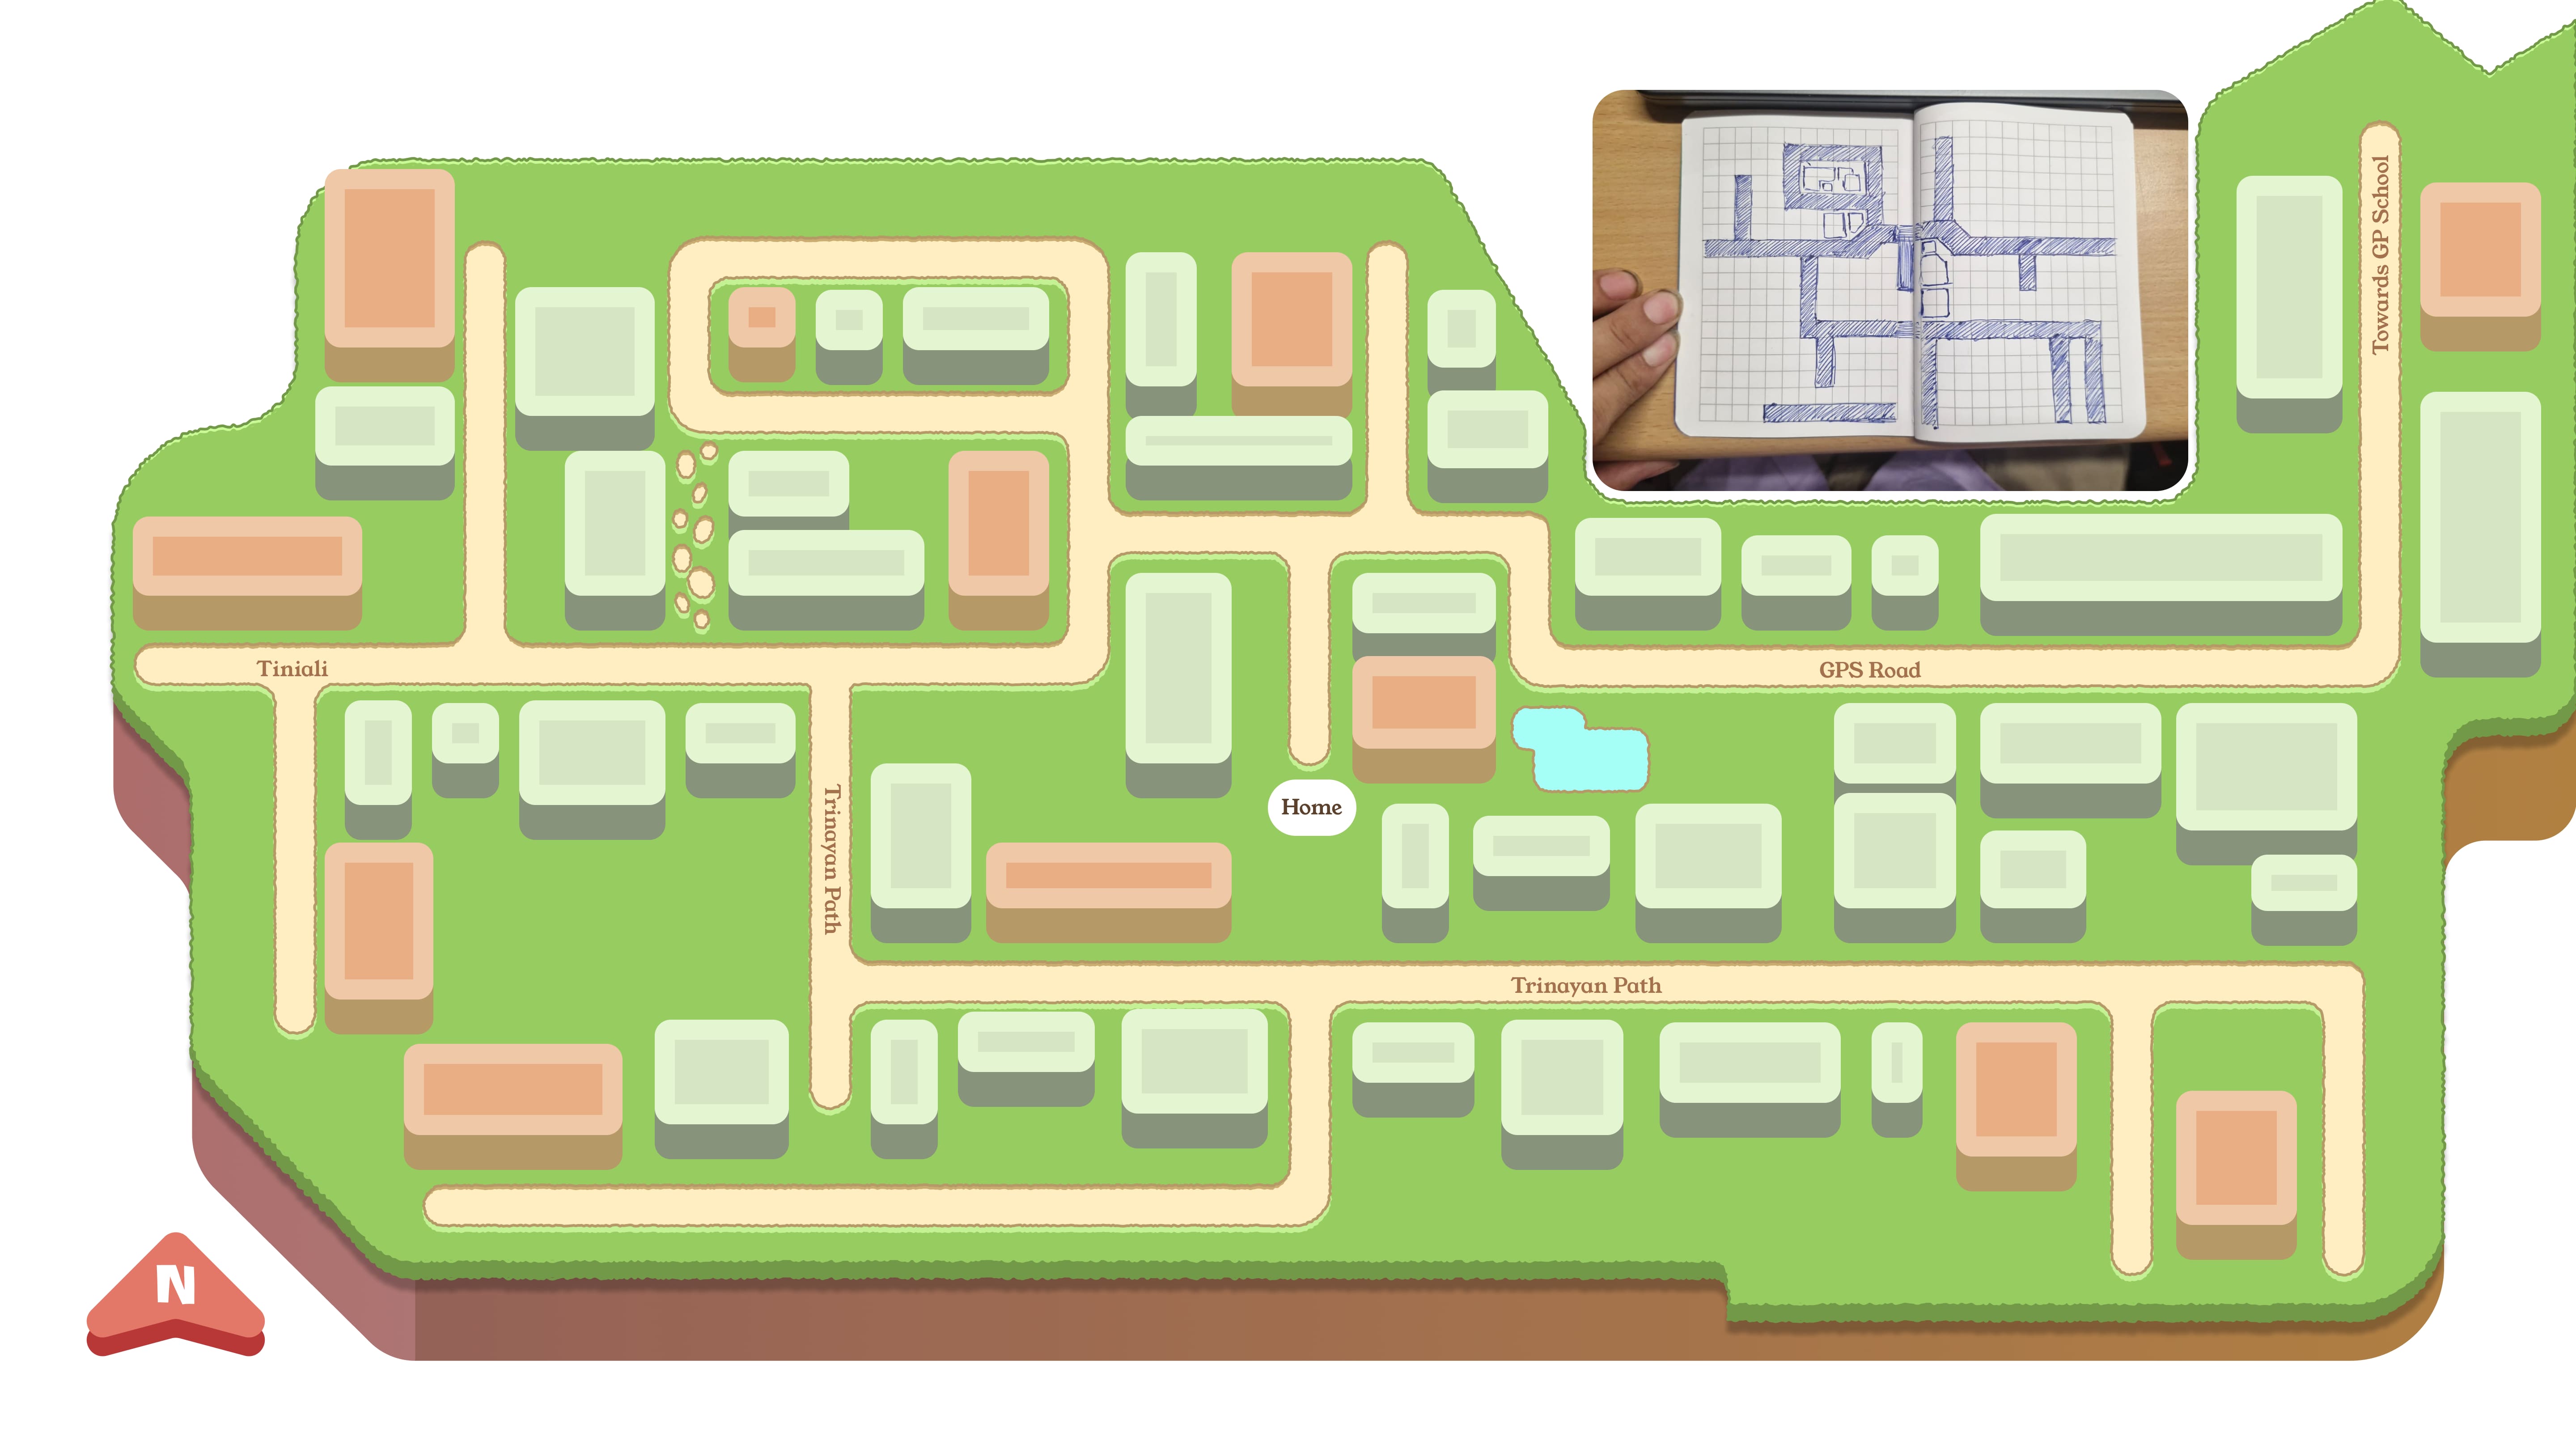 Towards GP School
Tiniali
GPS Road
Trinayan Path
Home
Trinayan Path
N